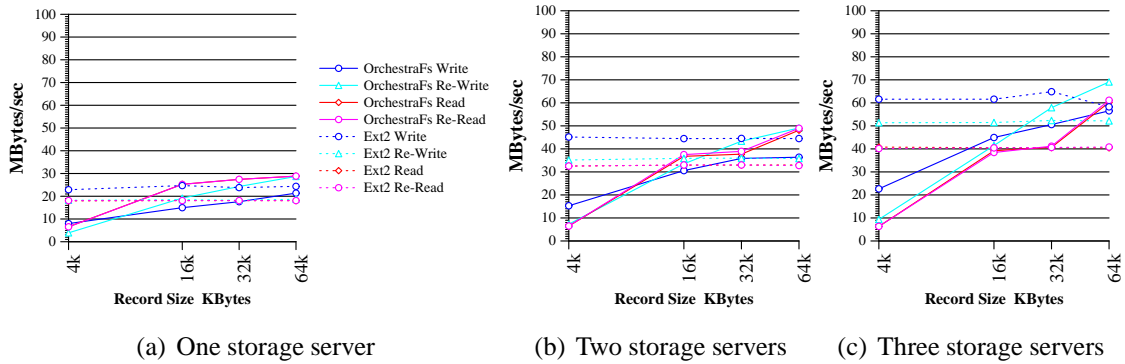 100
90
80
70
60
50
40
30
20
10
0
MBytes/sec
4k
16k
32k
64k
Record Size KBytes
OrchestraFs Write
OrchestraFs Re-Write
OrchestraFs Read
OrchestraFs Re-Read
Ext2 Write
Ext2 Re-Write
Ext2 Read
Ext2 Re-Read
100
90
80
70
60
50
40
30
20
10
0
MBytes/sec
4k
16k
32k
64k
Record Size KBytes
100
90
80
70
60
50
40
30
20
10
0
MBytes/sec
4k
16k
32k
64k
Record Size KBytes
(a) One storage server
(b) Two storage servers
(c) Three storage servers